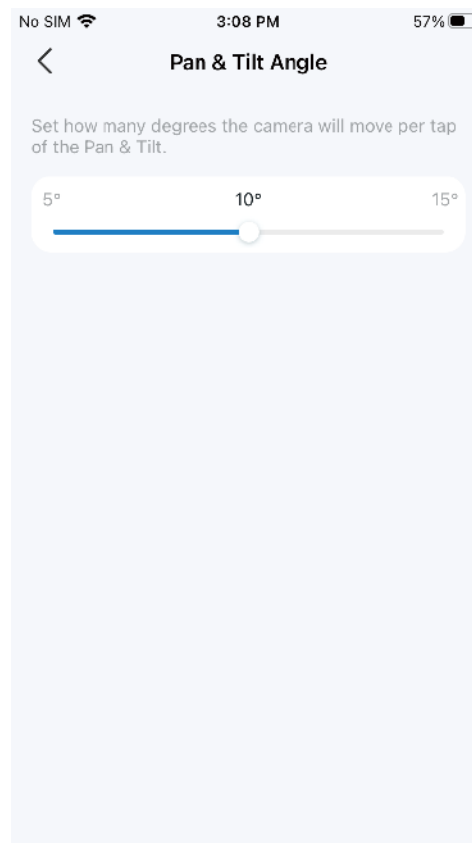 No SIM 3:08 PM 57%
Pan & Tilt Angle
Set how many degrees the camera will move per tap
of the Pan & Tilt.
5° 10° 15°